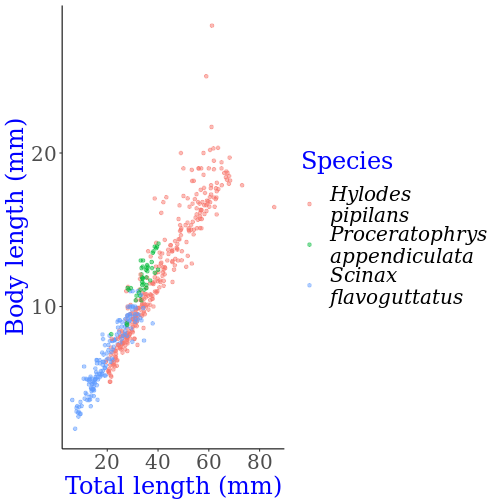 Body length (mm)
20
10
20 40 60 80
Total length (mm)
Species
Hylodes
pipilans
Proceratophrys
appendiculata
Scinax
flavoguttatus